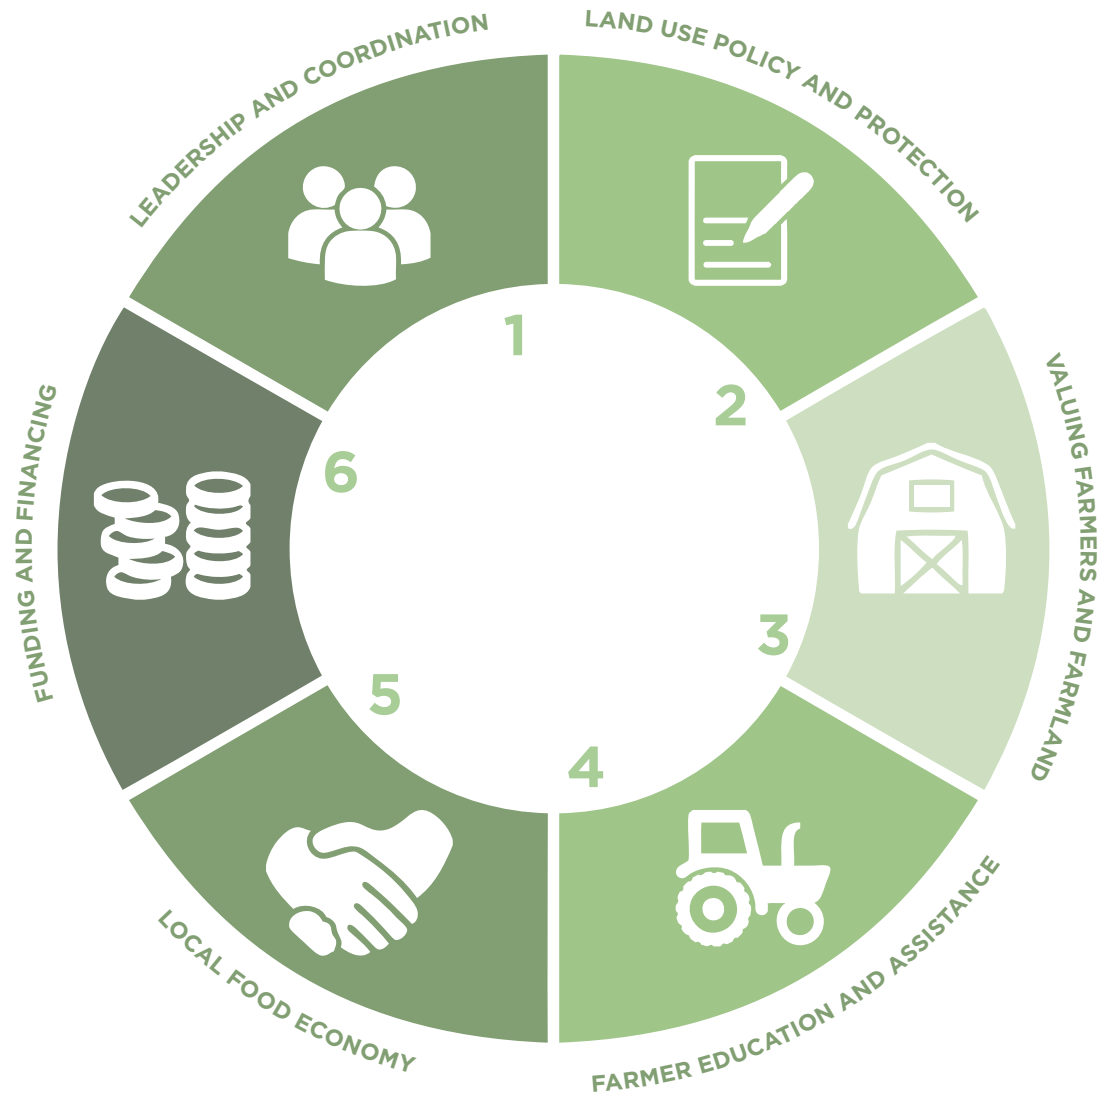 LEADERSHIP AND COORDINATION
1
LAND USE POLICY AND PROTECTION
2
VALUING FARMERS AND FARMLAND
3
FARMER EDUCATION AND ASSISTANCE
4
LOCAL FOOD ECONOMY
5
FUNDING AND FINANCING
6